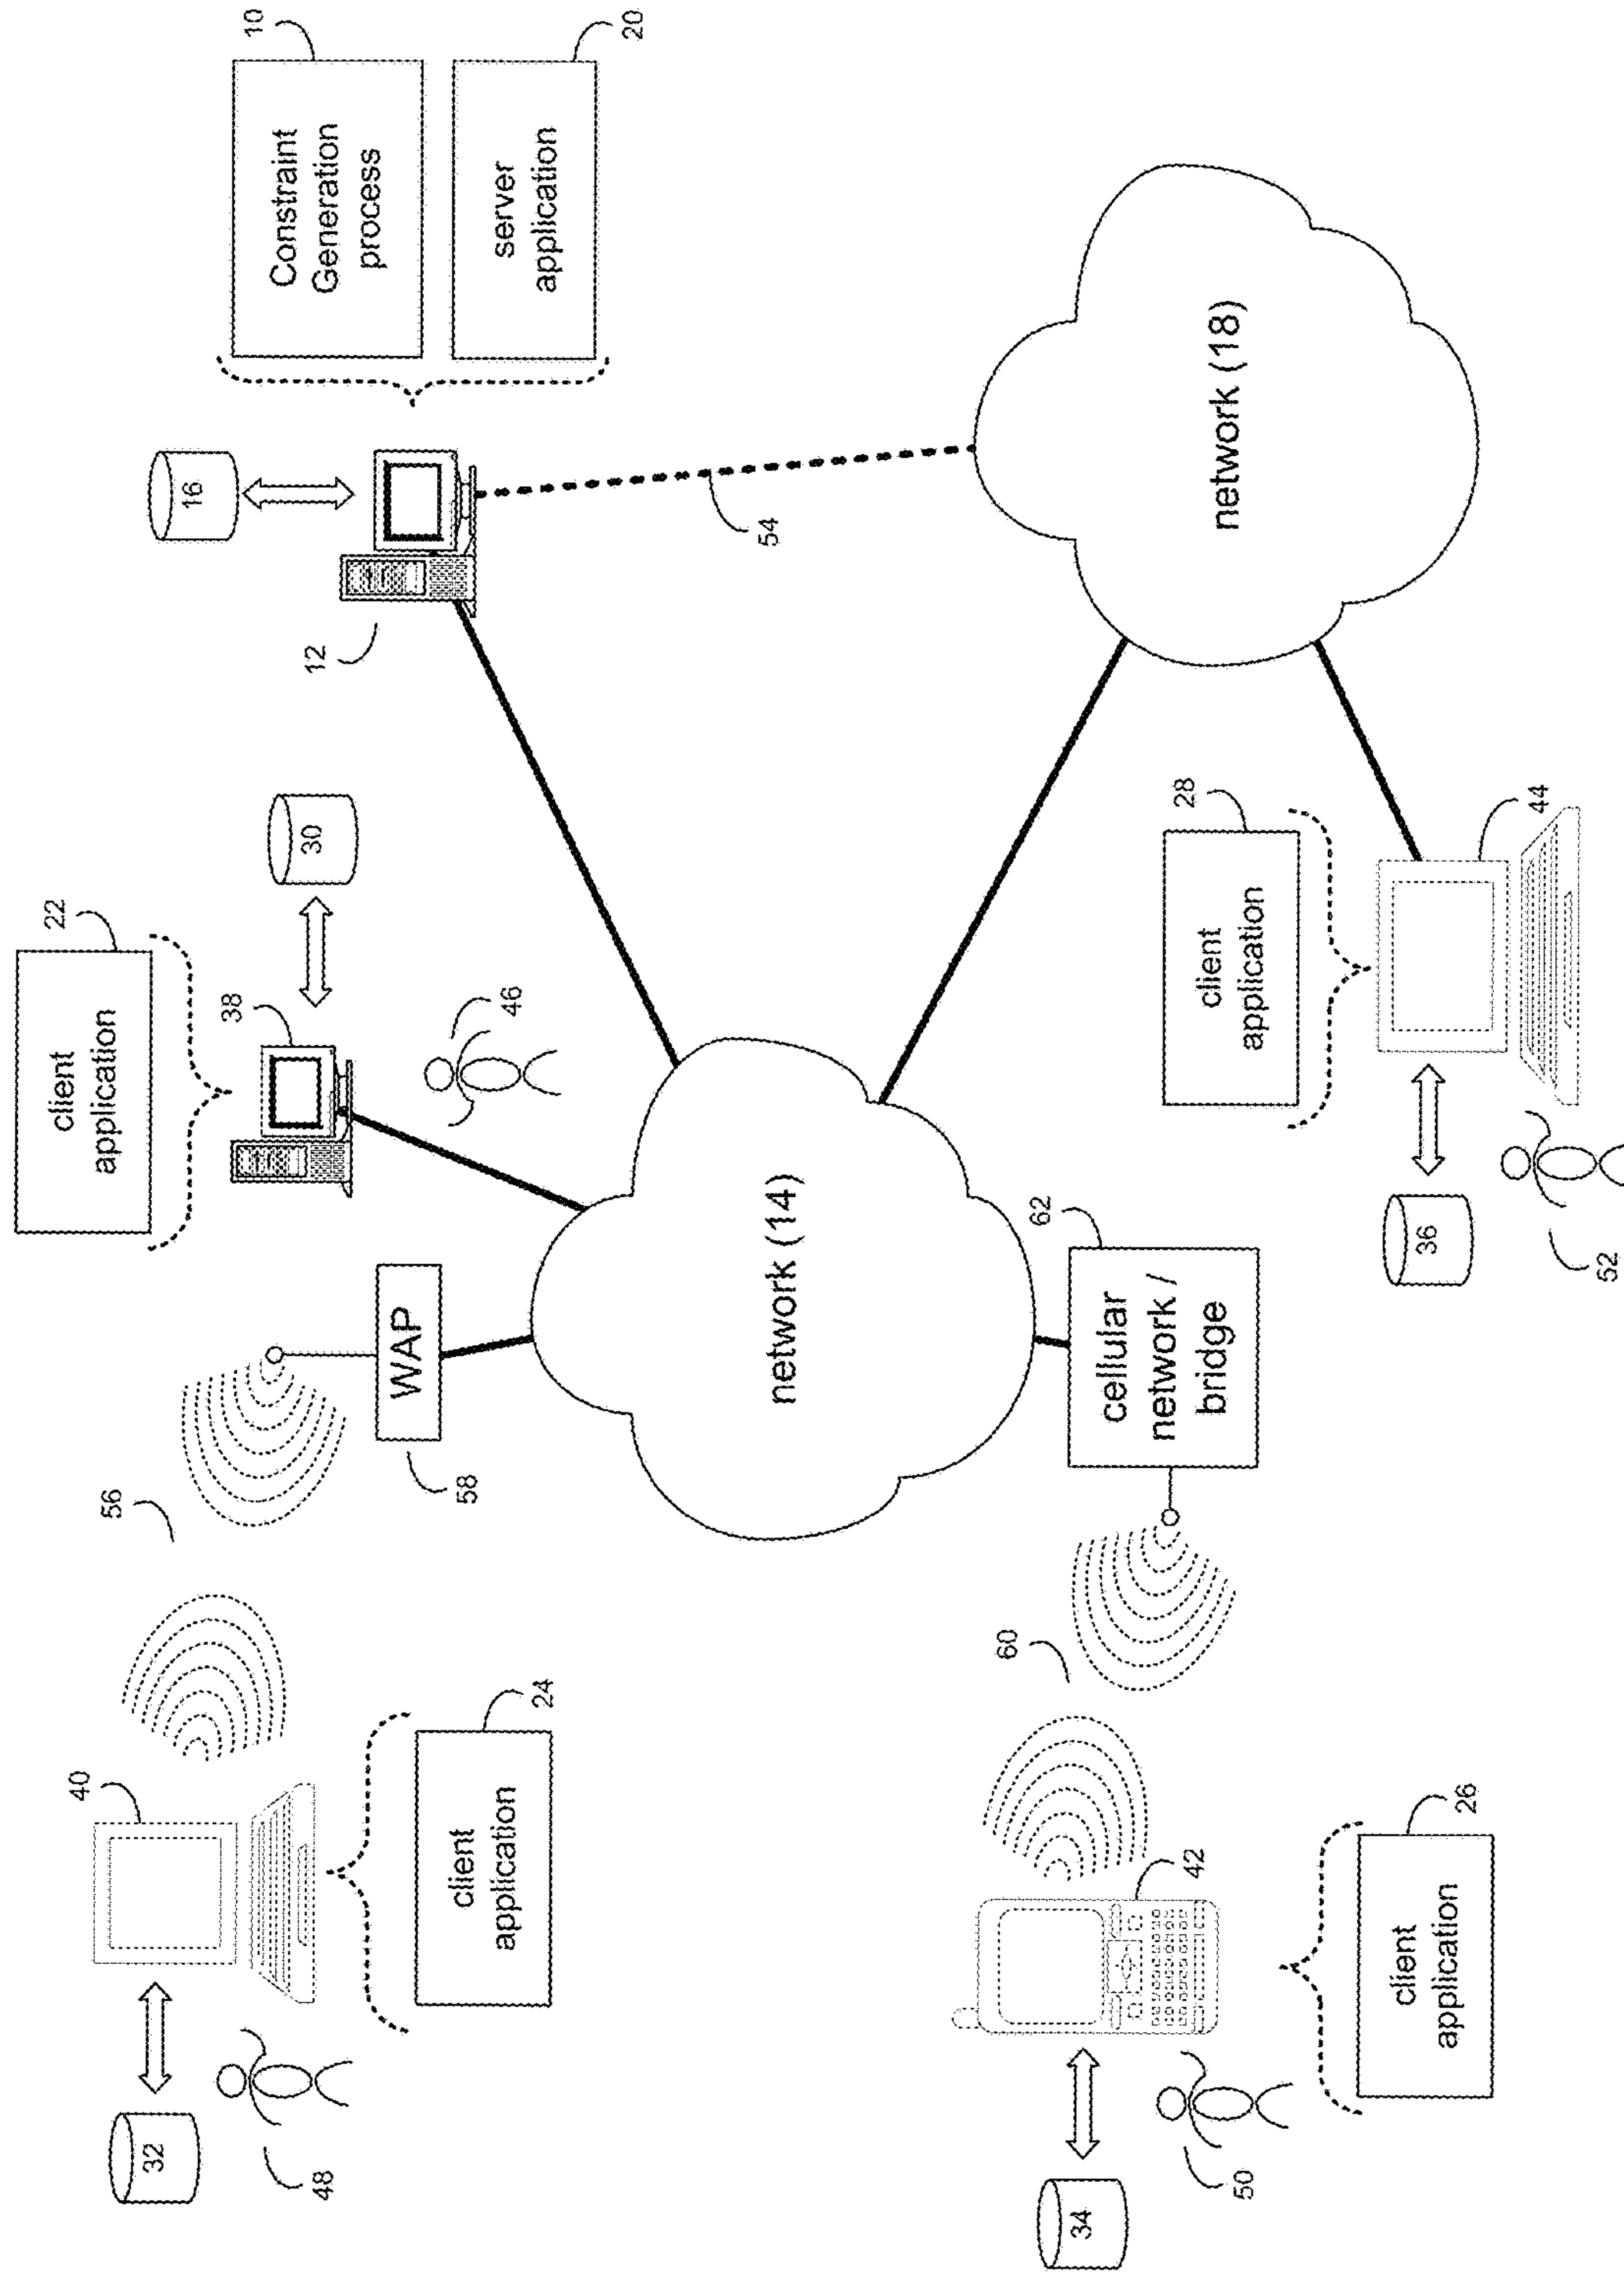 22
client
application
40
56
32
16
38
10
Constraint
Generation
process
30
12
48
WAP
58
client
application
24
server
application
46
20
54
network (14)
60
62
34
cellular
network /
bridge
50
28
42
client
application
network (18)
36
client
application
26
44
52